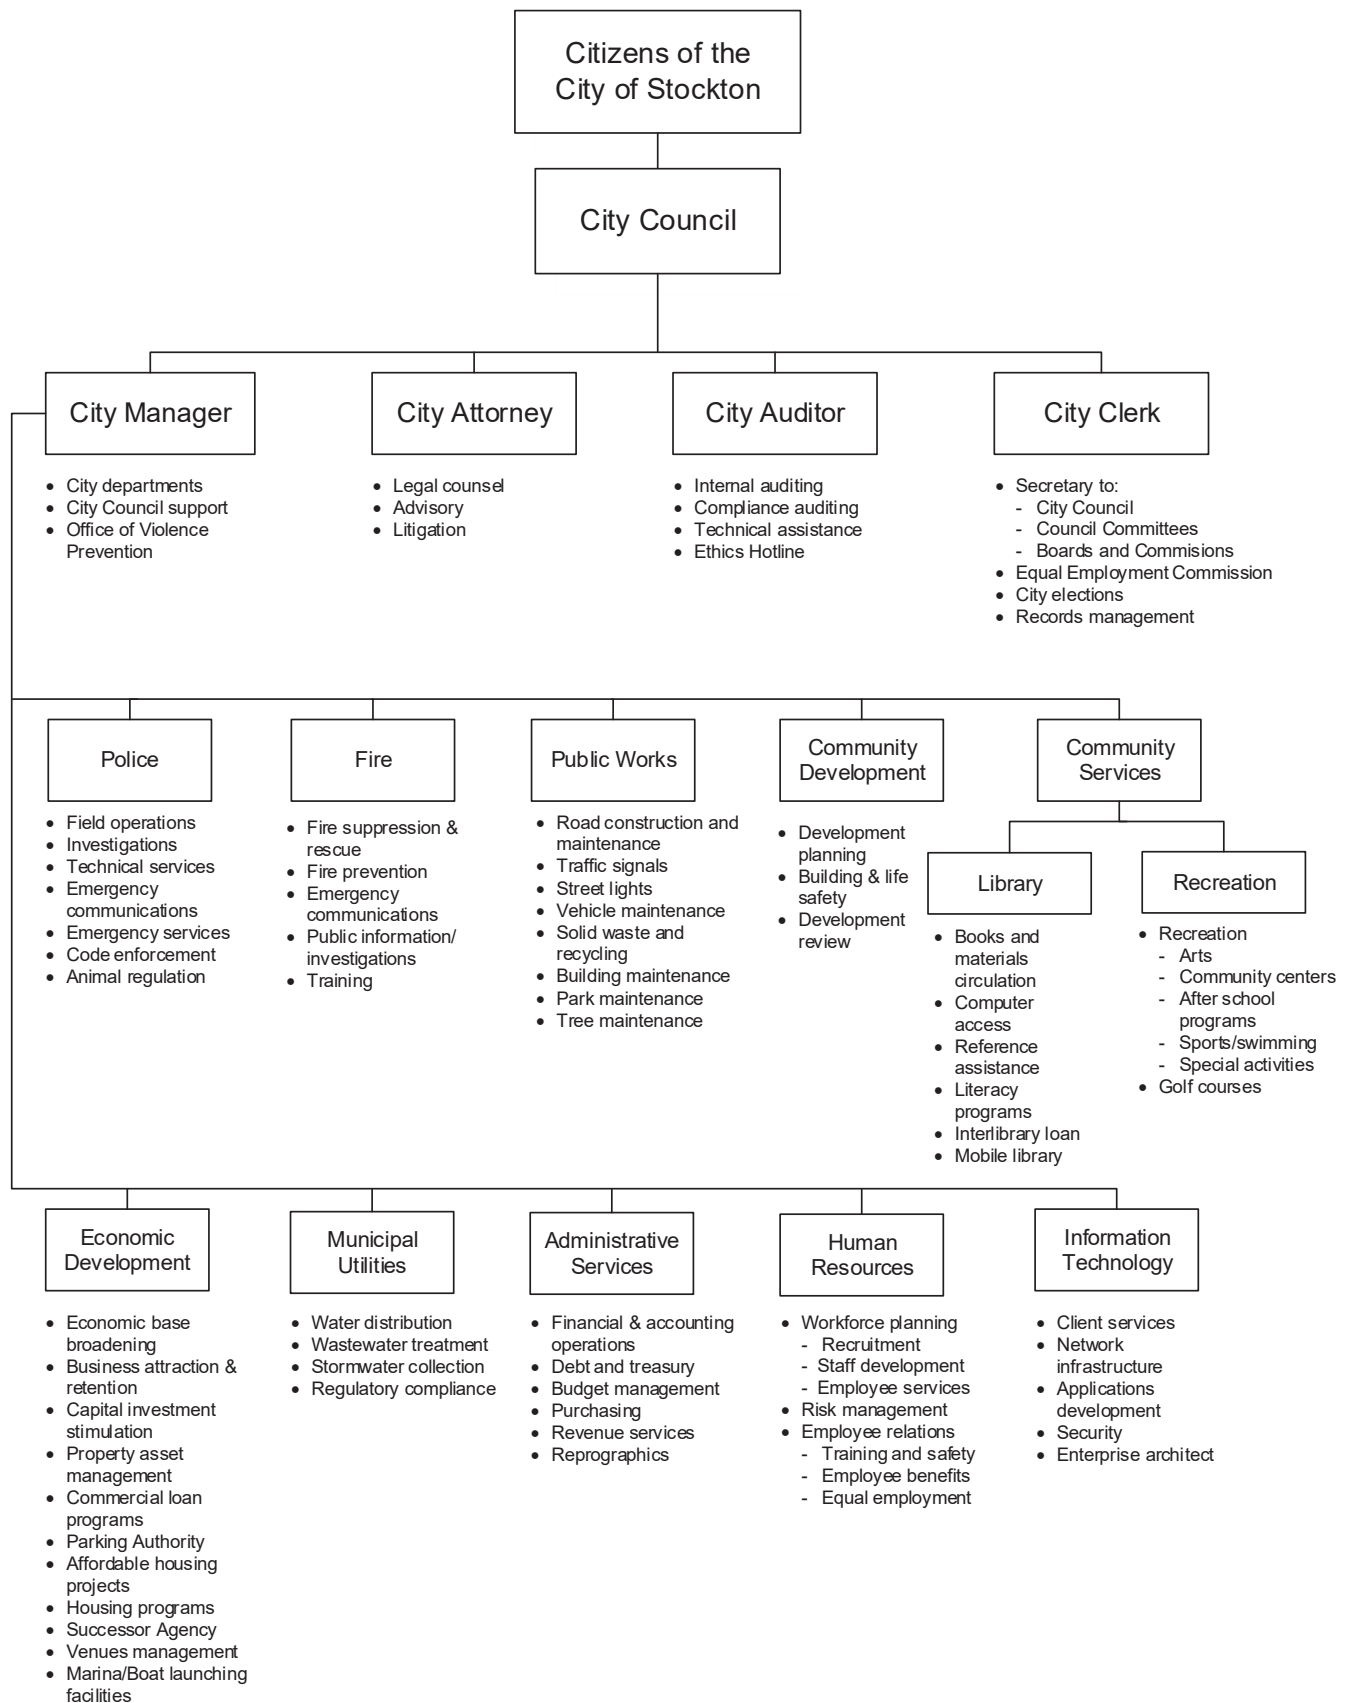 Citizens of the
City of Stockton
City Council
City Manager
• City departments
• City Council support
• Office of Violence
Prevention
City Attorney
• Legal counsel
• Advisory
• Litigation
City Auditor
• Internal auditing
• Compliance auditing
• Technical assistance
• Ethics Hotline
City Clerk
• Secretary to:
- City Council
- Council Committees
- Boards and Commisions
• Equal Employment Commission
• City elections
• Records management
Police
• Field operations
• Investigations
• Technical services
• Emergency
communications
• Emergency services
• Code enforcement
• Animal regulation
Fire
• Fire suppression &
rescue
• Fire prevention
• Emergency
communications
• Public information/
investigations
• Training
Public Works
• Road construction and
maintenance
• Traffic signals
• Street lights
• Vehicle maintenance
• Solid waste and
recycling
• Building maintenance
• Park maintenance
• Tree maintenance
Community
Development
• Development
planning
• Building & life
safety
• Development
review
Community
Services
Library
• Books and
materials
circulation
• Computer
access
• Reference
assistance
• Literacy
programs
• Interlibrary loan
• Mobile library
Recreation
• Recreation
- Arts
- Community centers
- After school
programs
- Sports/swimming
- Special activities
• Golf courses
Economic
Development
• Economic base
broadening
• Business attraction &
retention
• Capital investment
stimulation
• Property asset
management
• Commercial loan
programs
• Parking Authority
• Affordable housing
projects
• Housing programs
• Successor Agency
• Venues management
• Marina/Boat launching
facilities
Municipal
Utilities
• Water distribution
• Wastewater treatment
• Stormwater collection
• Regulatory compliance
Administrative
Services
• Financial & accounting
operations
• Debt and treasury
• Budget management
• Purchasing
• Revenue services
• Reprographics
Human
Resources
• Workforce planning
- Recruitment
- Staff development
- Employee services
• Risk management
• Employee relations
- Training and safety
- Employee benefits
- Equal employment
Information
Technology
• Client services
• Network
infrastructure
• Applications
development
• Security
• Enterprise architect